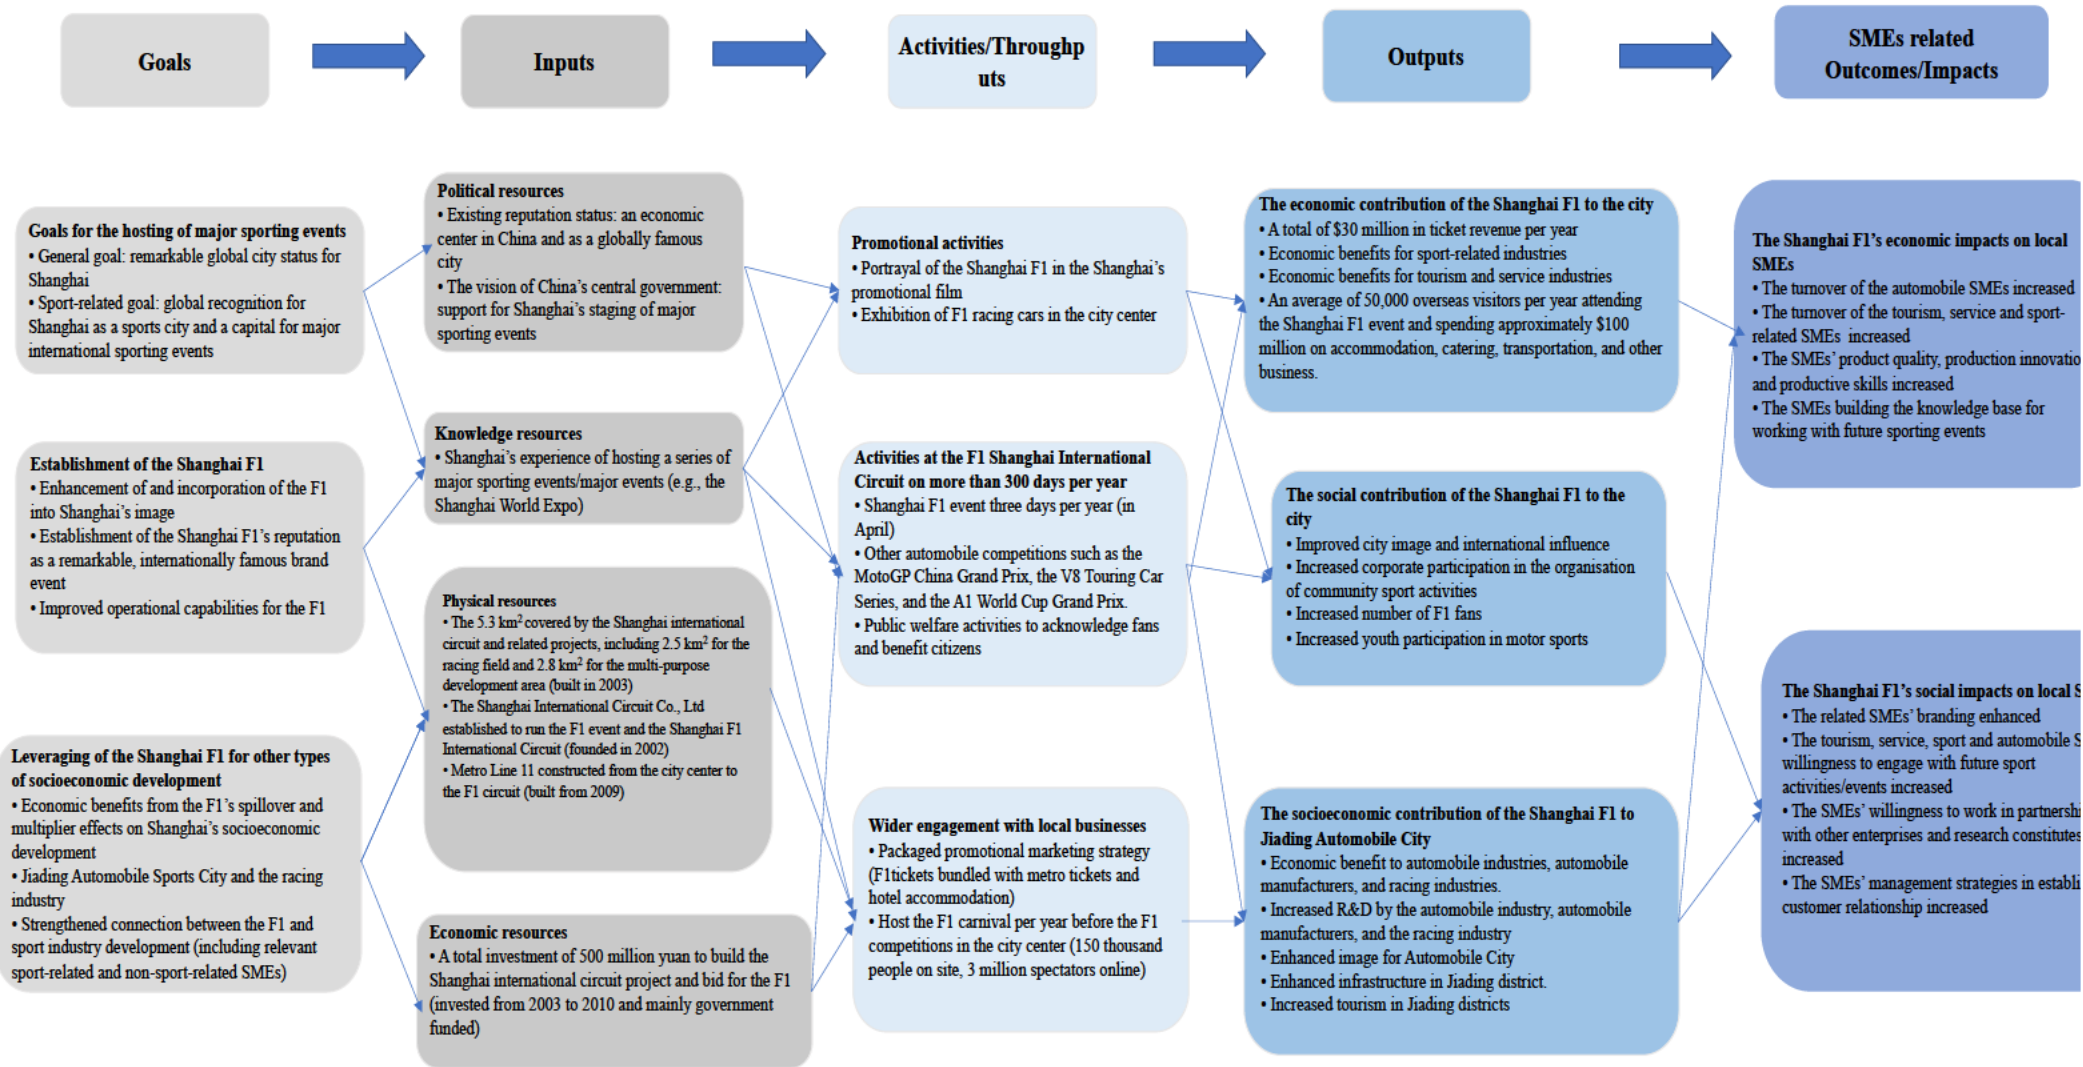 Goals
Inputs
Activities/Throughp
uts
Outputs
SMEs related
Outcomes/Impacts
Goals for the hosting of major sporting events
• General goal: remarkable global city status for
Shanghai
• Sport-related goal: global recognition for
Shanghai as a sports city and a capital for major
international sporting events
Establishment of the Shanghai F1
• Enhancement of and incorporation of the F1
into Shanghai's image
• Establishment of the Shanghai F1's reputation
as a remarkable, internationally famous brand
event
• Improved operational capabilities for the F1
Leveraging of the Shanghai F1 for other types
of socioeconomic development
• Economic benefits from the F1's spillover and
multiplier effects on Shanghai's socioeconomic
development
• Jiading Automobile Sports City and the racing
industry
• Strengthened connection between the F1 and
sport industry development (including relevant
sport-related and non-sport-related SMEs)
Political resources
• Existing reputation status: an economic
center in China and as a globally famous
city
• The vision of China's central government:
support for Shanghai's staging of major
sporting events
Knowledge resources
• Shanghai's experience of hosting a series of
major sporting events/major events (e.g., the
Shanghai World Expo)
Physical resources
• The 5.3 km² covered by the Shanghai international
circuit and related projects, including 2.5 km² for the
racing field and 2.8 km² for the multi-purpose
development area (built in 2003)
• The Shanghai International Circuit Co., Ltd
established to run the F1 event and the Shanghai F1
International Circuit (founded in 2002)
• Metro Line 11 constructed from the city center to
the F1 circuit (built from 2009)
Economic resources
• A total investment of 500 million yuan to build the
Shanghai international circuit project and bid for the F1
(invested from 2003 to 2010 and mainly government
funded)
Promotional activities
• Portrayal of the Shanghai F1 in the Shanghai's
promotional film
• Exhibition of F1 racing cars in the city center
Activities at the F1 Shanghai International
Circuit on more than 300 days per year
• Shanghai F1 event three days per year (in
April)
• Other automobile competitions such as the
MotoGP China Grand Prix, the V8 Touring Car
Series, and the A1 World Cup Grand Prix.
• Public welfare activities to acknowledge fans
and benefit citizens
Wider engagement with local businesses
• Packaged promotional marketing strategy
(F1tickets bundled with metro tickets and
hotel accommodation)
• Host the F1 carnival per year before the F1
competitions in the city center (150 thousand
people on site, 3 million spectators online)
The economic contribution of the Shanghai F1 to the city
• A total of $30 million in ticket revenue per year
• Economic benefits for sport-related industries
• Economic benefits for tourism and service industries
• An average of 50,000 overseas visitors per year attending
the Shanghai F1 event and spending approximately $100
million on accommodation, catering, transportation, and other
business.
The social contribution of the Shanghai F1 to the
city
• Improved city image and international influence
• Increased corporate participation in the organisation
of community sport activities
• Increased number of F1 fans
• Increased youth participation in motor sports
The socioeconomic contribution of the Shanghai F1 to
Jiading Automobile City
• Economic benefit to automobile industries, automobile
manufacturers, and racing industries.
• Increased R&D by the automobile industry, automobile
manufacturers, and the racing industry
• Enhanced image for Automobile City
• Enhanced infrastructure in Jiading district.
• Increased tourism in Jiading districts
The Shanghai F1's economic impacts on local
SMEs
• The turnover of the automobile SMEs increased
• The turnover of the tourism, service and sport-
related SMEs increased
• The SMEs' product quality, production innovatio
and productive skills increased
• The SMEs building the knowledge base for
working with future sporting events
The Shanghai F1's social impacts on local S
• The related SMEs' branding enhanced
• The tourism, service, sport and automobile S
willingness to engage with future sport
activities/events increased
• The SMEs' willingness to work in partnershi
with other enterprises and research constitutes
increased
• The SMEs' management strategies in establi
customer relationship increased